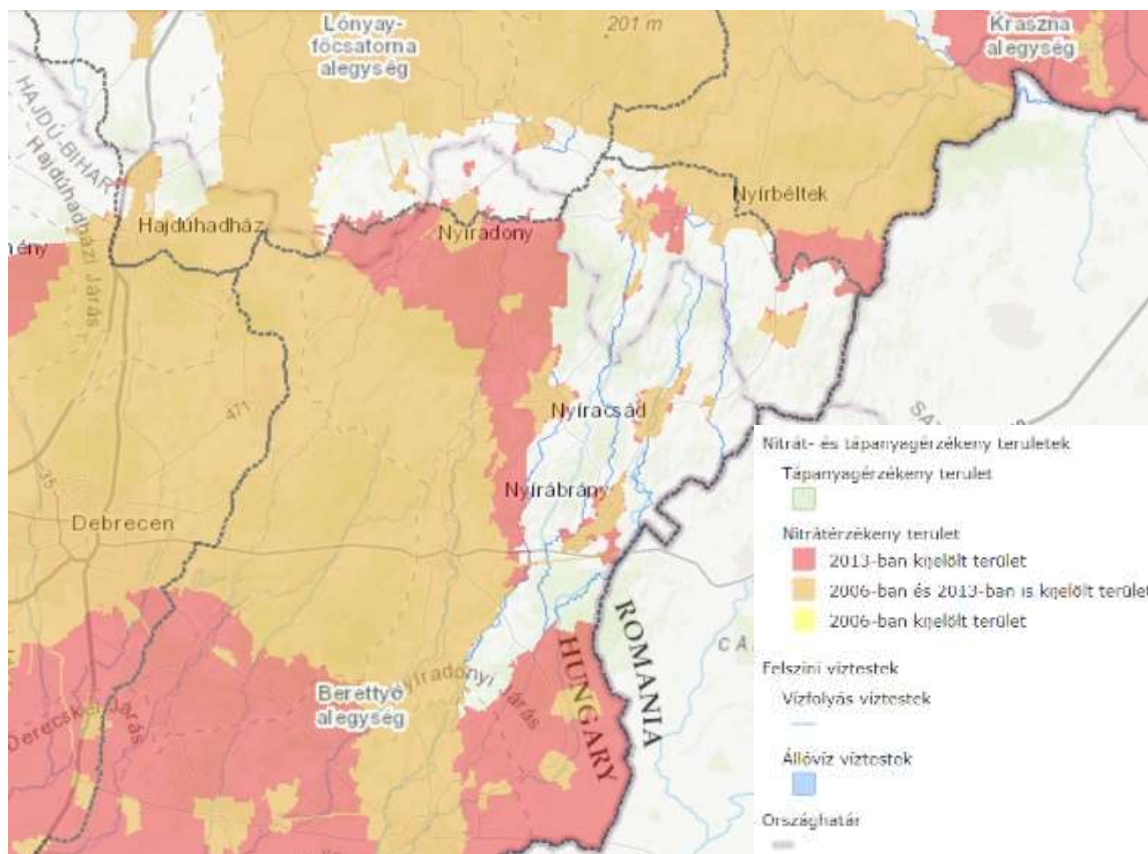 Lónyay-
főcsatorna
alegység
201 m
Kraszna
alegység
HAJDÚ-BIHAR
Hajdúhadházi Járás
Hajdúhadház
Nyíradony
Nyírbéltek
mény
471
35
Debrecen
Nyíracsád
Nyírábrány
Berettyó
alegység
Nyíradonyi Járás
HUNGARY
ROMANIA
Nitrát- és tápanyagérzékeny területek
Tápanyagérzékeny terület
Nitrátérzékeny terület
2013-ban kijelölt terület
2006-ban és 2013-ban is kijelölt terület
2006-ban kijelölt terület
Felszíni víztestek
Vízfolyás víztestek
Állóvíz víztestek
Országhatár